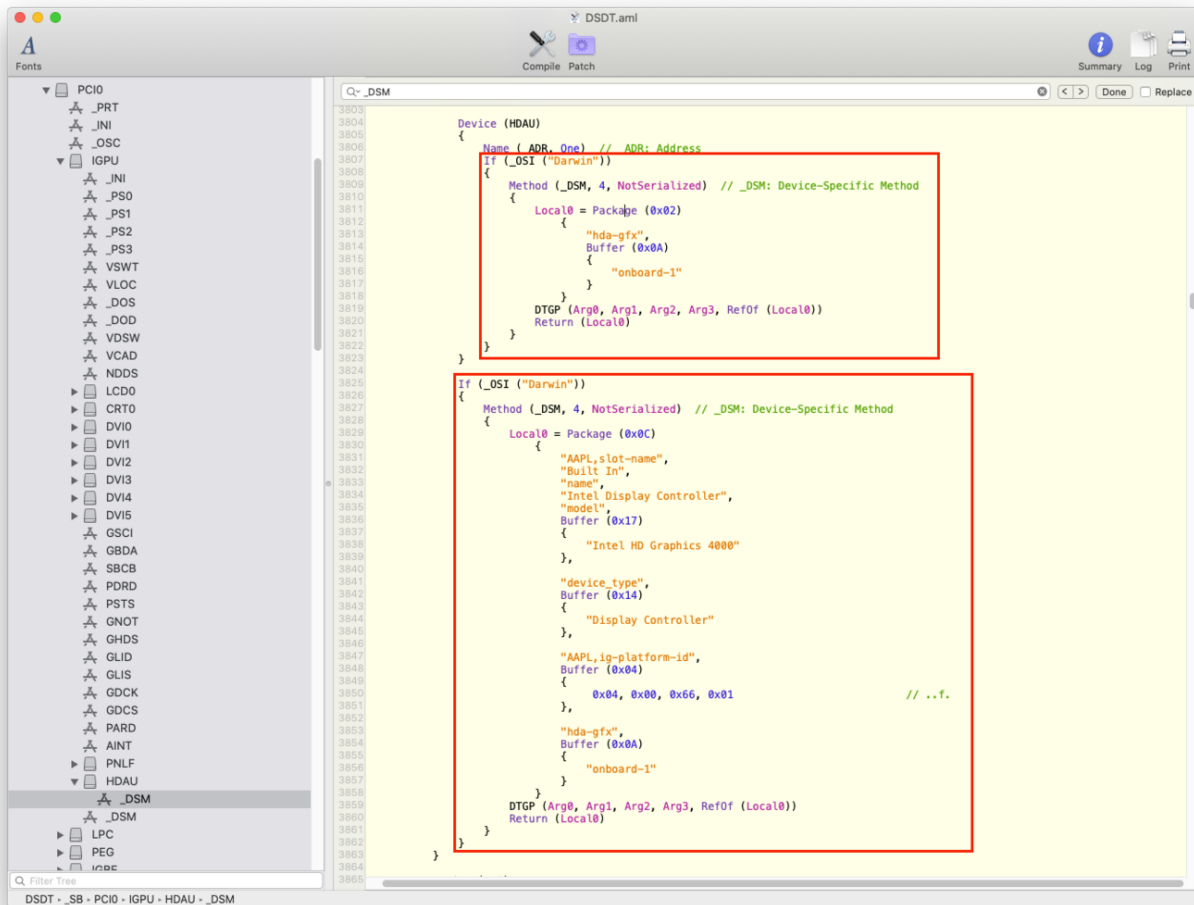 DSDT.aml
Fonts
Compile
Patch
Summary
Log
Print
PCI0
_PRT
_INI
_OSC
IGPU
_INI
_PS0
_PS1
_PS2
_PS3
VSWT
VLOC
_DOS
_DOD
VDSW
VCAD
NDDS
LCD0
CRT0
DVI0
DVI1
DVI2
DVI3
DVI4
DVI5
GSCI
GBDA
SBCB
PDRD
PSTS
GNOT
GHDS
GLID
GLIS
GDCK
GDCS
PARD
AINT
PNLF
HDAU
_DSM
_DSM
LPC
PEG
IGBE
Filter Tree
DSDT - _SB - PCI0 - IGPU - HDAU - _DSM
_DSM
Done
Replace
3803
3804 Device (HDAU)
3805 {
3806 Name (_ADR, One) // _ADR: Address
3807 If (_OSI ("Darwin"))
3808 {
3809 Method (_DSM, 4, NotSerialized) // _DSM: Device-Specific Method
3810 {
3811 Local0 = Package (0x02)
3812 {
3813 "hda-gfx",
3814 Buffer (0x0A)
3815 {
3816 "onboard-1"
3817 }
3818 }
3819 DTGP (Arg0, Arg1, Arg2, Arg3, RefOf (Local0))
3820 Return (Local0)
3821 }
3822 }
3823 }
3824
3825 If (_OSI ("Darwin"))
3826 {
3827 Method (_DSM, 4, NotSerialized) // _DSM: Device-Specific Method
3828 {
3829 Local0 = Package (0x0C)
3830 {
3831 "AAPL,slot-name",
3832 "Built In",
3833 "name",
3834 "Intel Display Controller",
3835 "model",
3836 Buffer (0x17)
3837 {
3838 "Intel HD Graphics 4000"
3839 },
3840
3841 "device_type",
3842 Buffer (0x14)
3843 {
3844 "Display Controller"
3845 },
3846
3847 "AAPL,ig-platform-id",
3848 Buffer (0x04)
3849 {
3850 0x04, 0x00, 0x66, 0x01 // ..f.
3851 },
3852
3853 "hda-gfx",
3854 Buffer (0x0A)
3855 {
3856 "onboard-1"
3857 }
3858 }
3859 DTGP (Arg0, Arg1, Arg2, Arg3, RefOf (Local0))
3860 Return (Local0)
3861 }
3862 }
3863 }
3864
3865